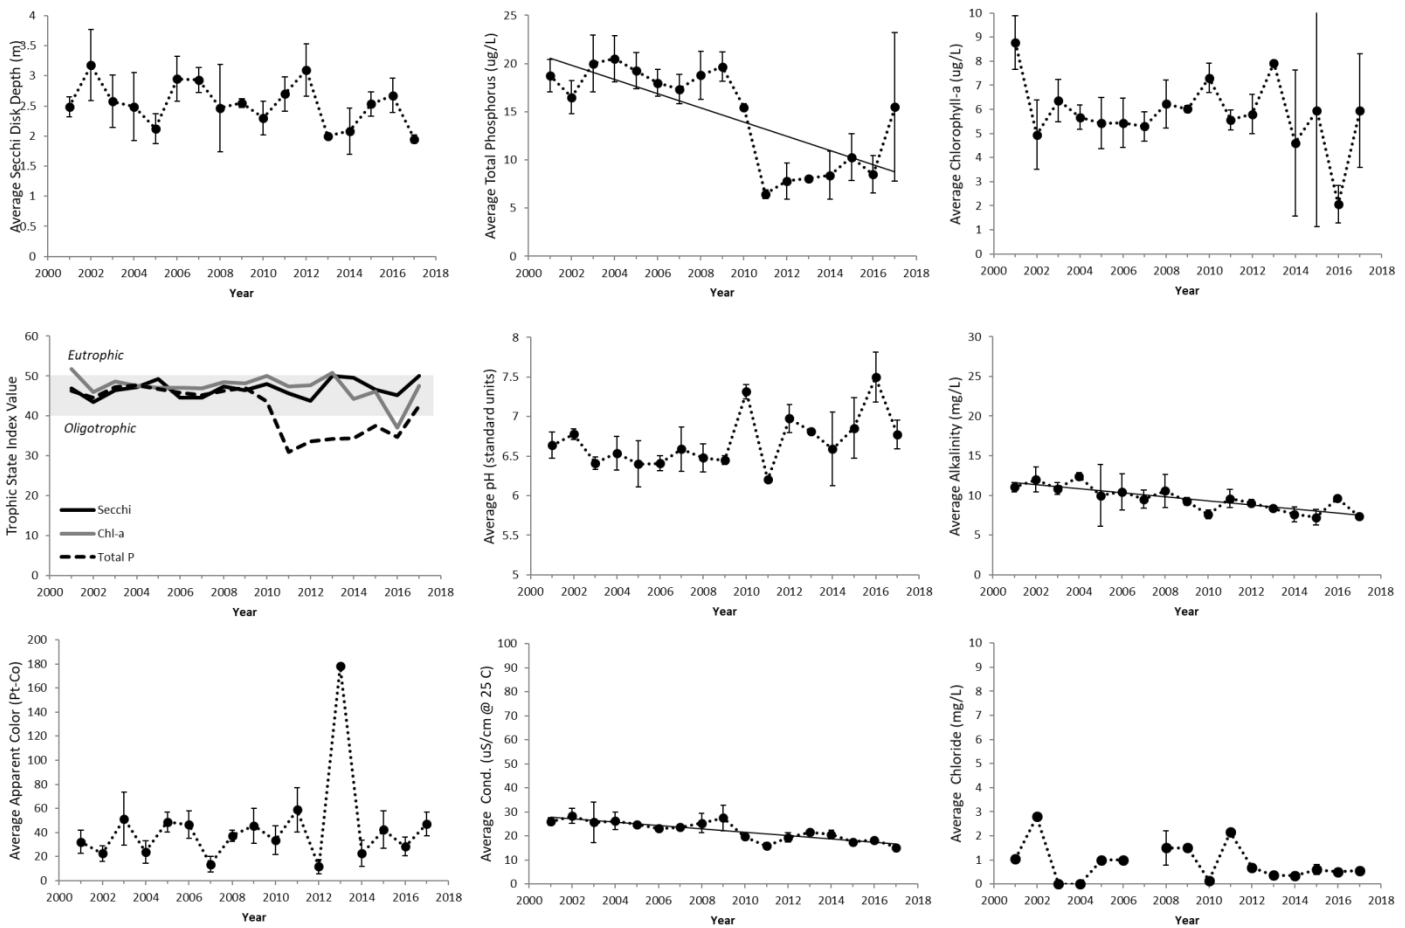 Average Secchi Disk Depth (m)
4
3.5
3
2.5
2
1.5
1
0.5
0
2000 2002 2004 2006 2008 2010 2012 2014 2016 2018
Year
Average Total Phosphorus (ug/L)
25
20
15
10
5
0
2000 2002 2004 2006 2008 2010 2012 2014 2016 2018
Year
Average Chlorophyll-a (ug/L)
10
9
8
7
6
5
4
3
2
1
0
2000 2002 2004 2006 2008 2010 2012 2014 2016 2018
Year
Trophic State Index Value
60
50
40
30
20
10
0
Eutrophic
Oligotrophic
Secchi
Chl-a
Total P
2000 2002 2004 2006 2008 2010 2012 2014 2016 2018
Year
Average pH (standard units)
8
7.5
7
6.5
6
5.5
5
2000 2002 2004 2006 2008 2010 2012 2014 2016 2018
Year
Average Alkalinity (mg/L)
30
25
20
15
10
5
0
2000 2002 2004 2006 2008 2010 2012 2014 2016 2018
Year
Average Apparent Color (Pt-Co)
200
180
160
140
120
100
80
60
40
20
0
2000 2002 2004 2006 2008 2010 2012 2014 2016 2018
Year
Average Cond. (uS/cm @ 25 C)
100
90
80
70
60
50
40
30
20
10
0
2000 2002 2004 2006 2008 2010 2012 2014 2016 2018
Year
Average Chloride (mg/L)
10
9
8
7
6
5
4
3
2
1
0
2000 2002 2004 2006 2008 2010 2012 2014 2016 2018
Year